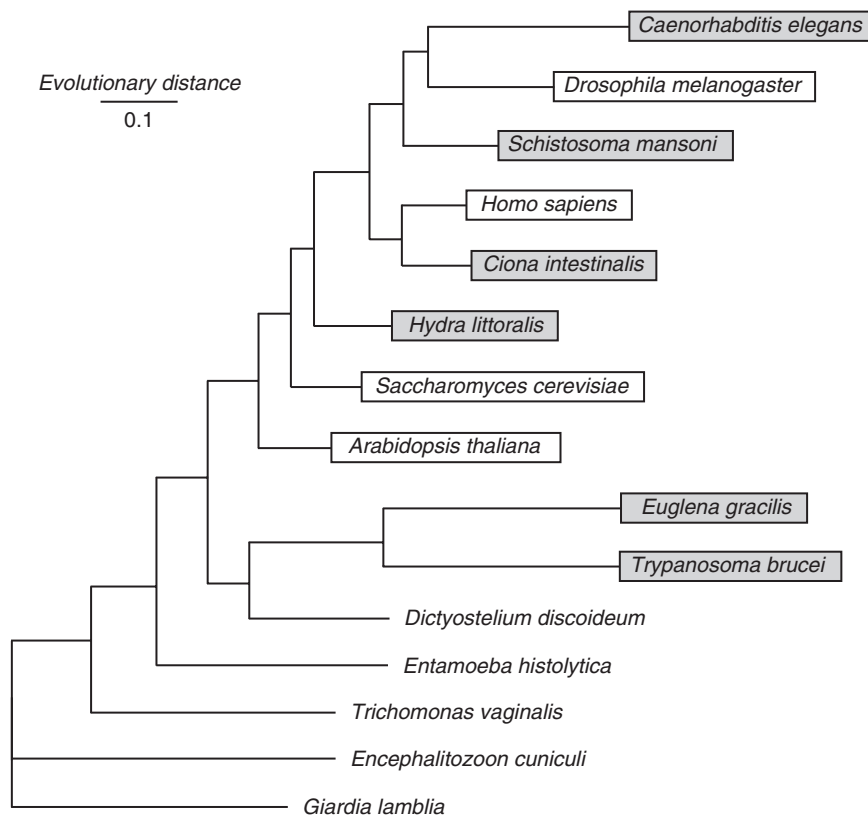 Caenorhabditis elegans
Evolutionary distance
0.1
Drosophila melanogaster
Schistosoma mansoni
Homo sapiens
Ciona intestinalis
Hydra littoralis
Saccharomyces cerevisiae
Arabidopsis thaliana
Euglena gracilis
Trypanosoma brucei
Dictyostelium discoideum
Entamoeba histolytica
Trichomonas vaginalis
Encephalitozoon cuniculi
Giardia lamblia